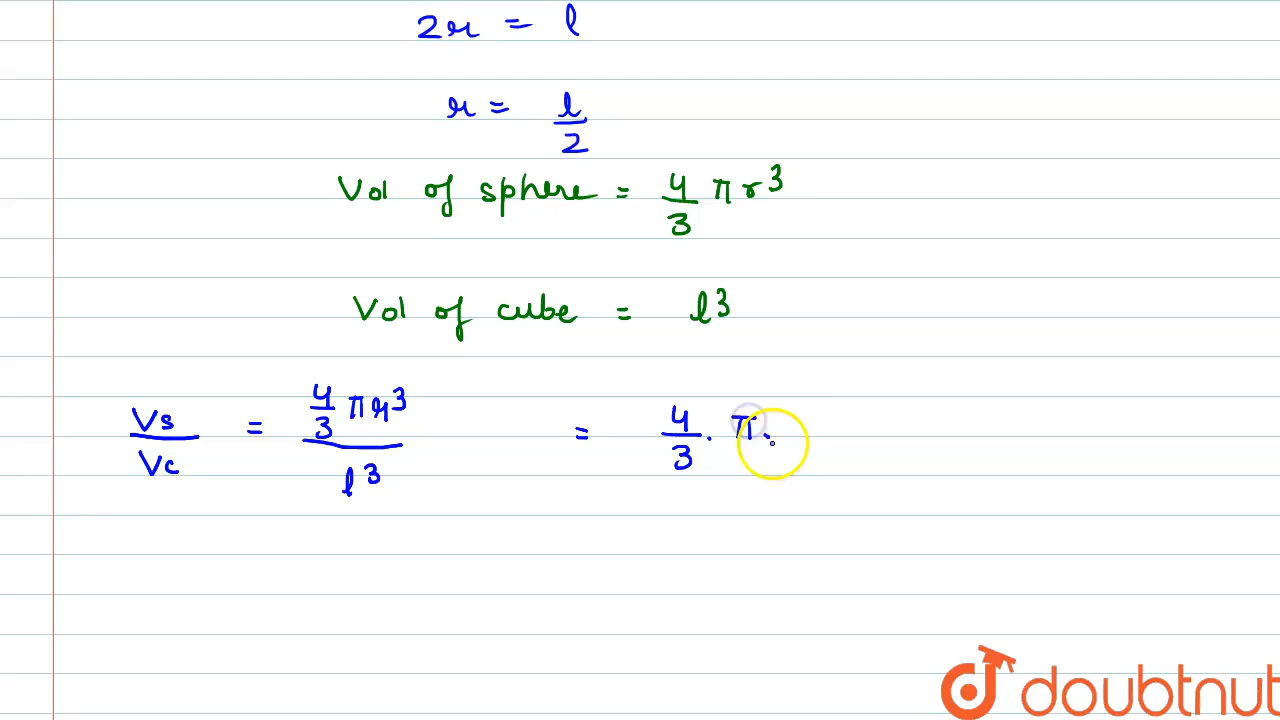 2r = l
r = l/2
Vol of sphere = 4/3 πr³
Vol of cube = l³
Vs/Vc = 4/3 πr³ / l³ = 4/3 . π .
doubtnut